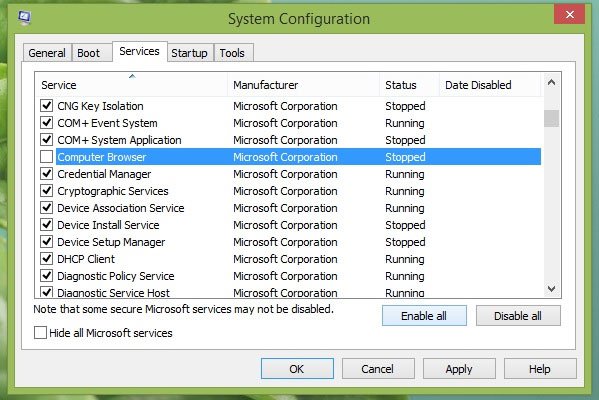 System Configuration
General Boot Services Startup Tools
Service Manufacturer Status Date Disabled
CNG Key Isolation Microsoft Corporation Stopped
COM+ Event System Microsoft Corporation Running
COM+ System Application Microsoft Corporation Stopped
Computer Browser Microsoft Corporation Stopped
Credential Manager Microsoft Corporation Running
Cryptographic Services Microsoft Corporation Running
Device Association Service Microsoft Corporation Running
Device Install Service Microsoft Corporation Stopped
Device Setup Manager Microsoft Corporation Stopped
DHCP Client Microsoft Corporation Running
Diagnostic Policy Service Microsoft Corporation Running
Diagnostic Service Host Microsoft Corporation Running
Note that some secure Microsoft services may not be disabled.
Enable all Disable all
Hide all Microsoft services
OK Cancel Apply Help